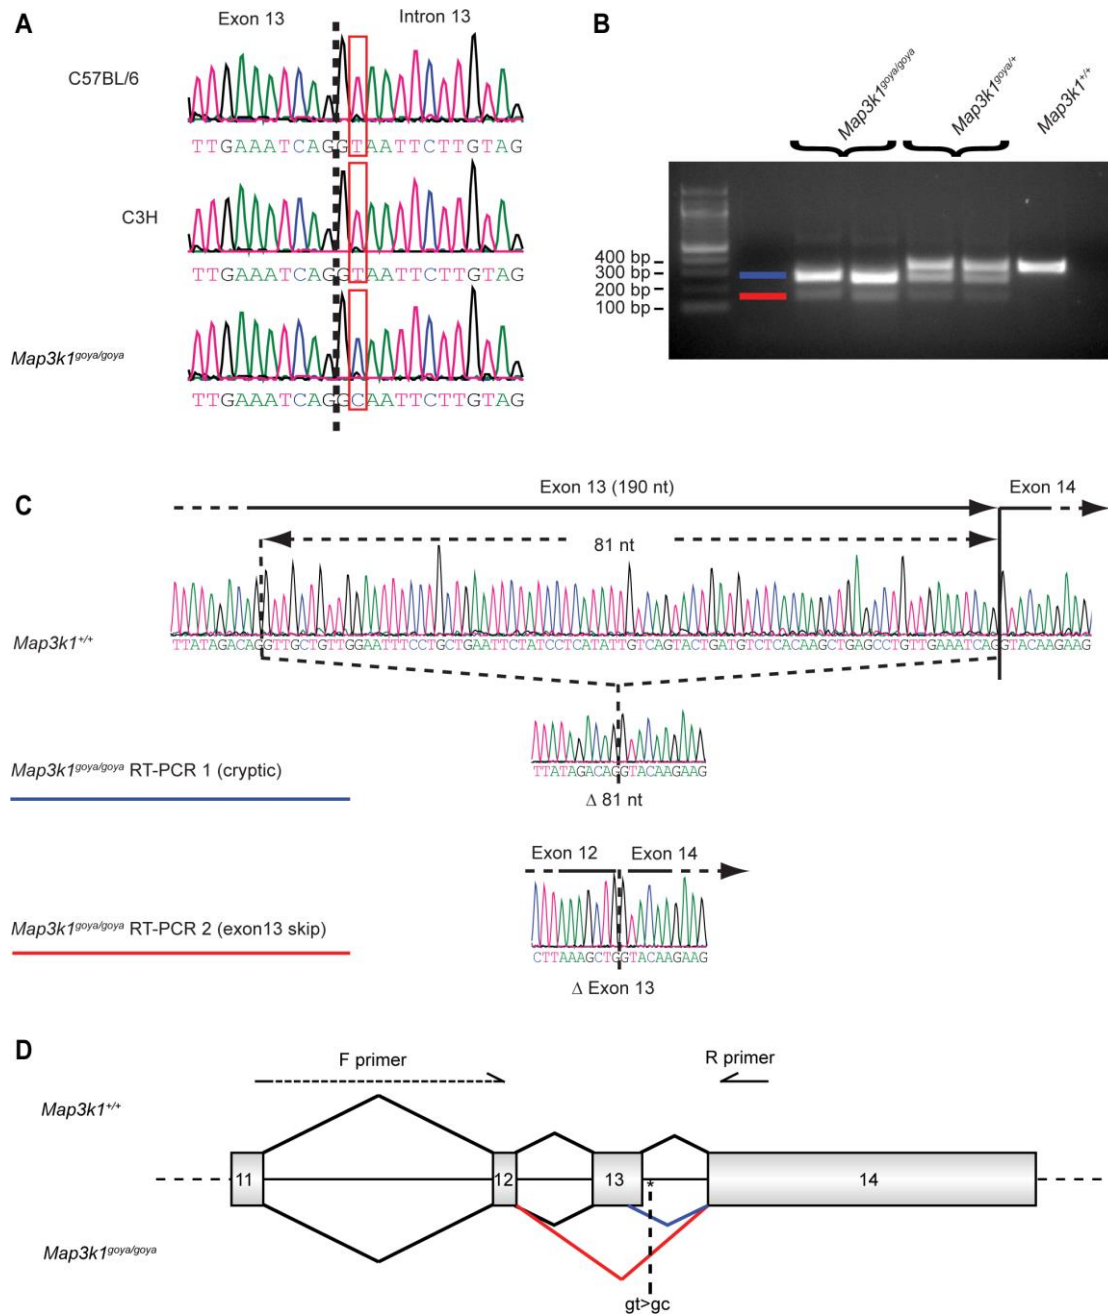 A
Exon 13 Intron 13
C57BL/6
TTGAAATCAGGTAATTCTTGTAG
C3H
TTGAAATCAGGTAATTCTTGTAG
Map3k1goya/goya
TTGAAATCAGGCAATTCTTGTAG
B
Map3k1goya/goya
Map3k1goya/+
Map3k1+/+
400 bp
300 bp
200 bp
100 bp
C
Exon 13 (190 nt) Exon 14
81 nt
Map3k1+/+
TTATAGACAGGTTGCTGTTGGAATTTCCTGCTGAATTCTATCCTCATATTGTCAGTACTGATGTCTCACAAGCTGAGCCTGTTGAAATCAGGTACAAGAAG
Map3k1goya/goya RT-PCR 1 (cryptic)
TTATAGACAGGTACAAGAAG
Δ 81 nt
Exon 12 Exon 14
Map3k1goya/goya RT-PCR 2 (exon13 skip)
CTTAAAGCTGGTACAAGAAG
Δ Exon 13
D
F primer R primer
Map3k1+/+
11 12 13 * 14
Map3k1goya/goya
gt>gc